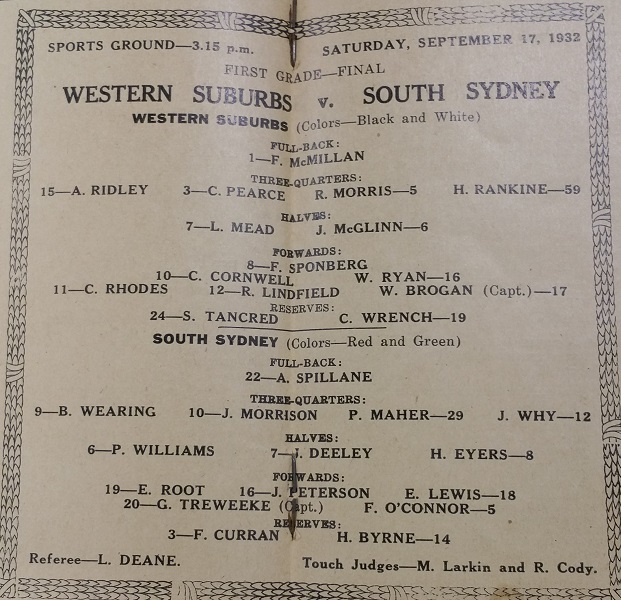 SPORTS GROUND—3.15 p.m. SATURDAY, SEPTEMBER 17, 1932
FIRST GRADE—FINAL
WESTERN SUBURBS v. SOUTH SYDNEY
WESTERN SUBURBS (Colors—Black and White)
FULL-BACK:
1—F. McMILLAN
THREE-QUARTERS:
15—A. RIDLEY 3—C. PEARCE R. MORRIS—5 H. RANKINE—59
HALVES:
7—L. MEAD J. McGLINN—6
FORWARDS:
8—F. SPONBERG
10—C. CORNWELL W. RYAN—16
11—C. RHODES 12—R. LINDFIELD W. BROGAN (Capt.)—17
RESERVES:
24—S. TANCRED C. WRENCH—19
SOUTH SYDNEY (Colors—Red and Green)
FULL-BACK:
22—A. SPILLANE
THREE-QUARTERS:
9—B. WEARING 10—J. MORRISON P. MAHER—29 J. WHY—12
HALVES:
6—P. WILLIAMS 7—J. DEELEY H. EYERS—8
FORWARDS:
19—E. ROOT 16—J. PETERSON E. LEWIS—18
20—G. TREWEEKE (Capt.) F. O'CONNOR—5
RESERVES:
3—F. CURRAN H. BYRNE—14
Referee—L. DEANE. Touch Judges—M. Larkin and R. Cody.